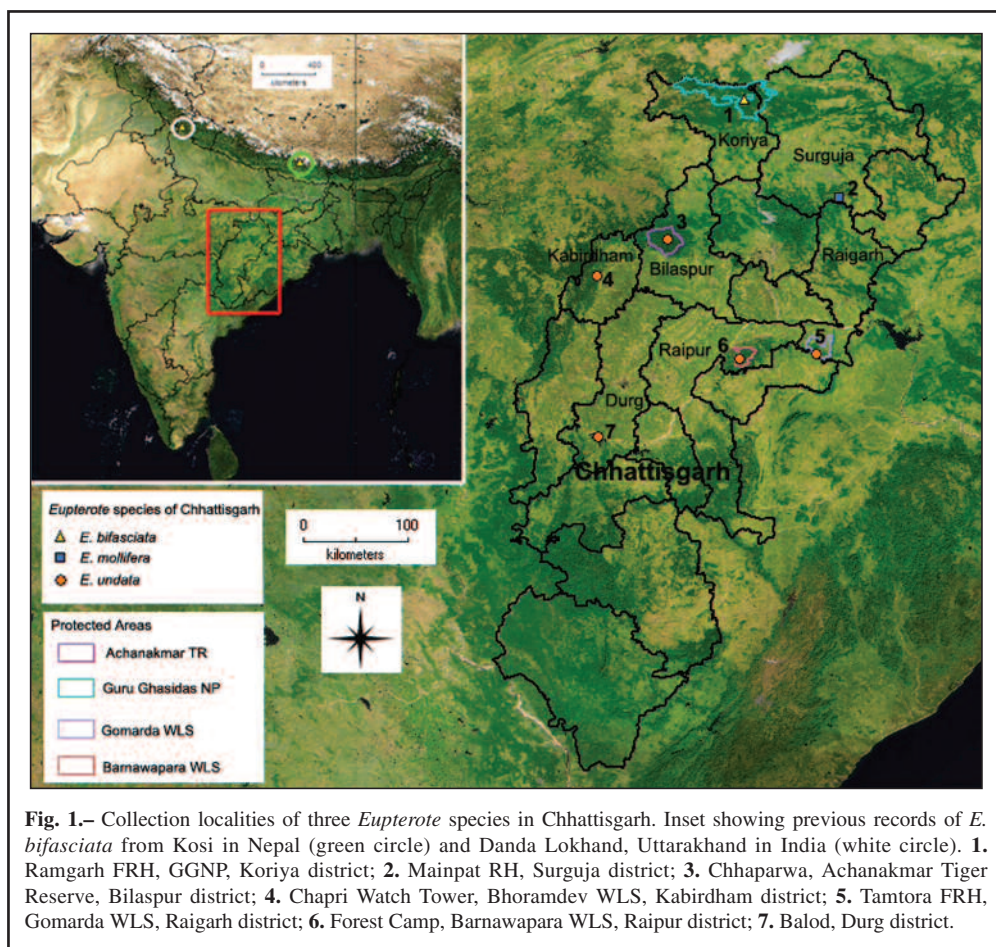 0 400
kilometers
1
Koriya
Surguja
2
3
Kabirdham
Bilaspur
Raigarh
4
5
6
Raipur
Durg
7
Chhattisgarh
Eupterote species of Chhattisgarh
E. bifasciata
E. mollifera
E. undata
0 100
kilometers
N
Protected Areas
Achanakmar TR
Guru Ghasidas NP
Gomarda WLS
Barnawapara WLS
Fig. 1.– Collection localities of three Eupterote species in Chhattisgarh. Inset showing previous records of E.
bifasciata from Kosi in Nepal (green circle) and Danda Lokhand, Uttarakhand in India (white circle). 1.
Ramgarh FRH, GGNP, Koriya district; 2. Mainpat RH, Surguja district; 3. Chhaparwa, Achanakmar Tiger
Reserve, Bilaspur district; 4. Chapri Watch Tower, Bhoramdev WLS, Kabirdham district; 5. Tamtora FRH,
Gomarda WLS, Raigarh district; 6. Forest Camp, Barnawapara WLS, Raipur district; 7. Balod, Durg district.